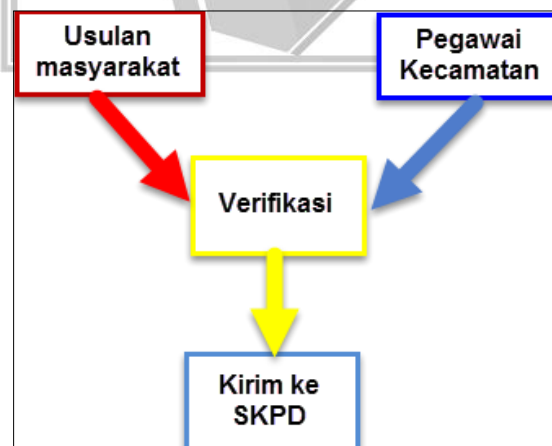 Usulan
masyarakat
Pegawai
Kecamatan
Verifikasi
Kirim ke
SKPD